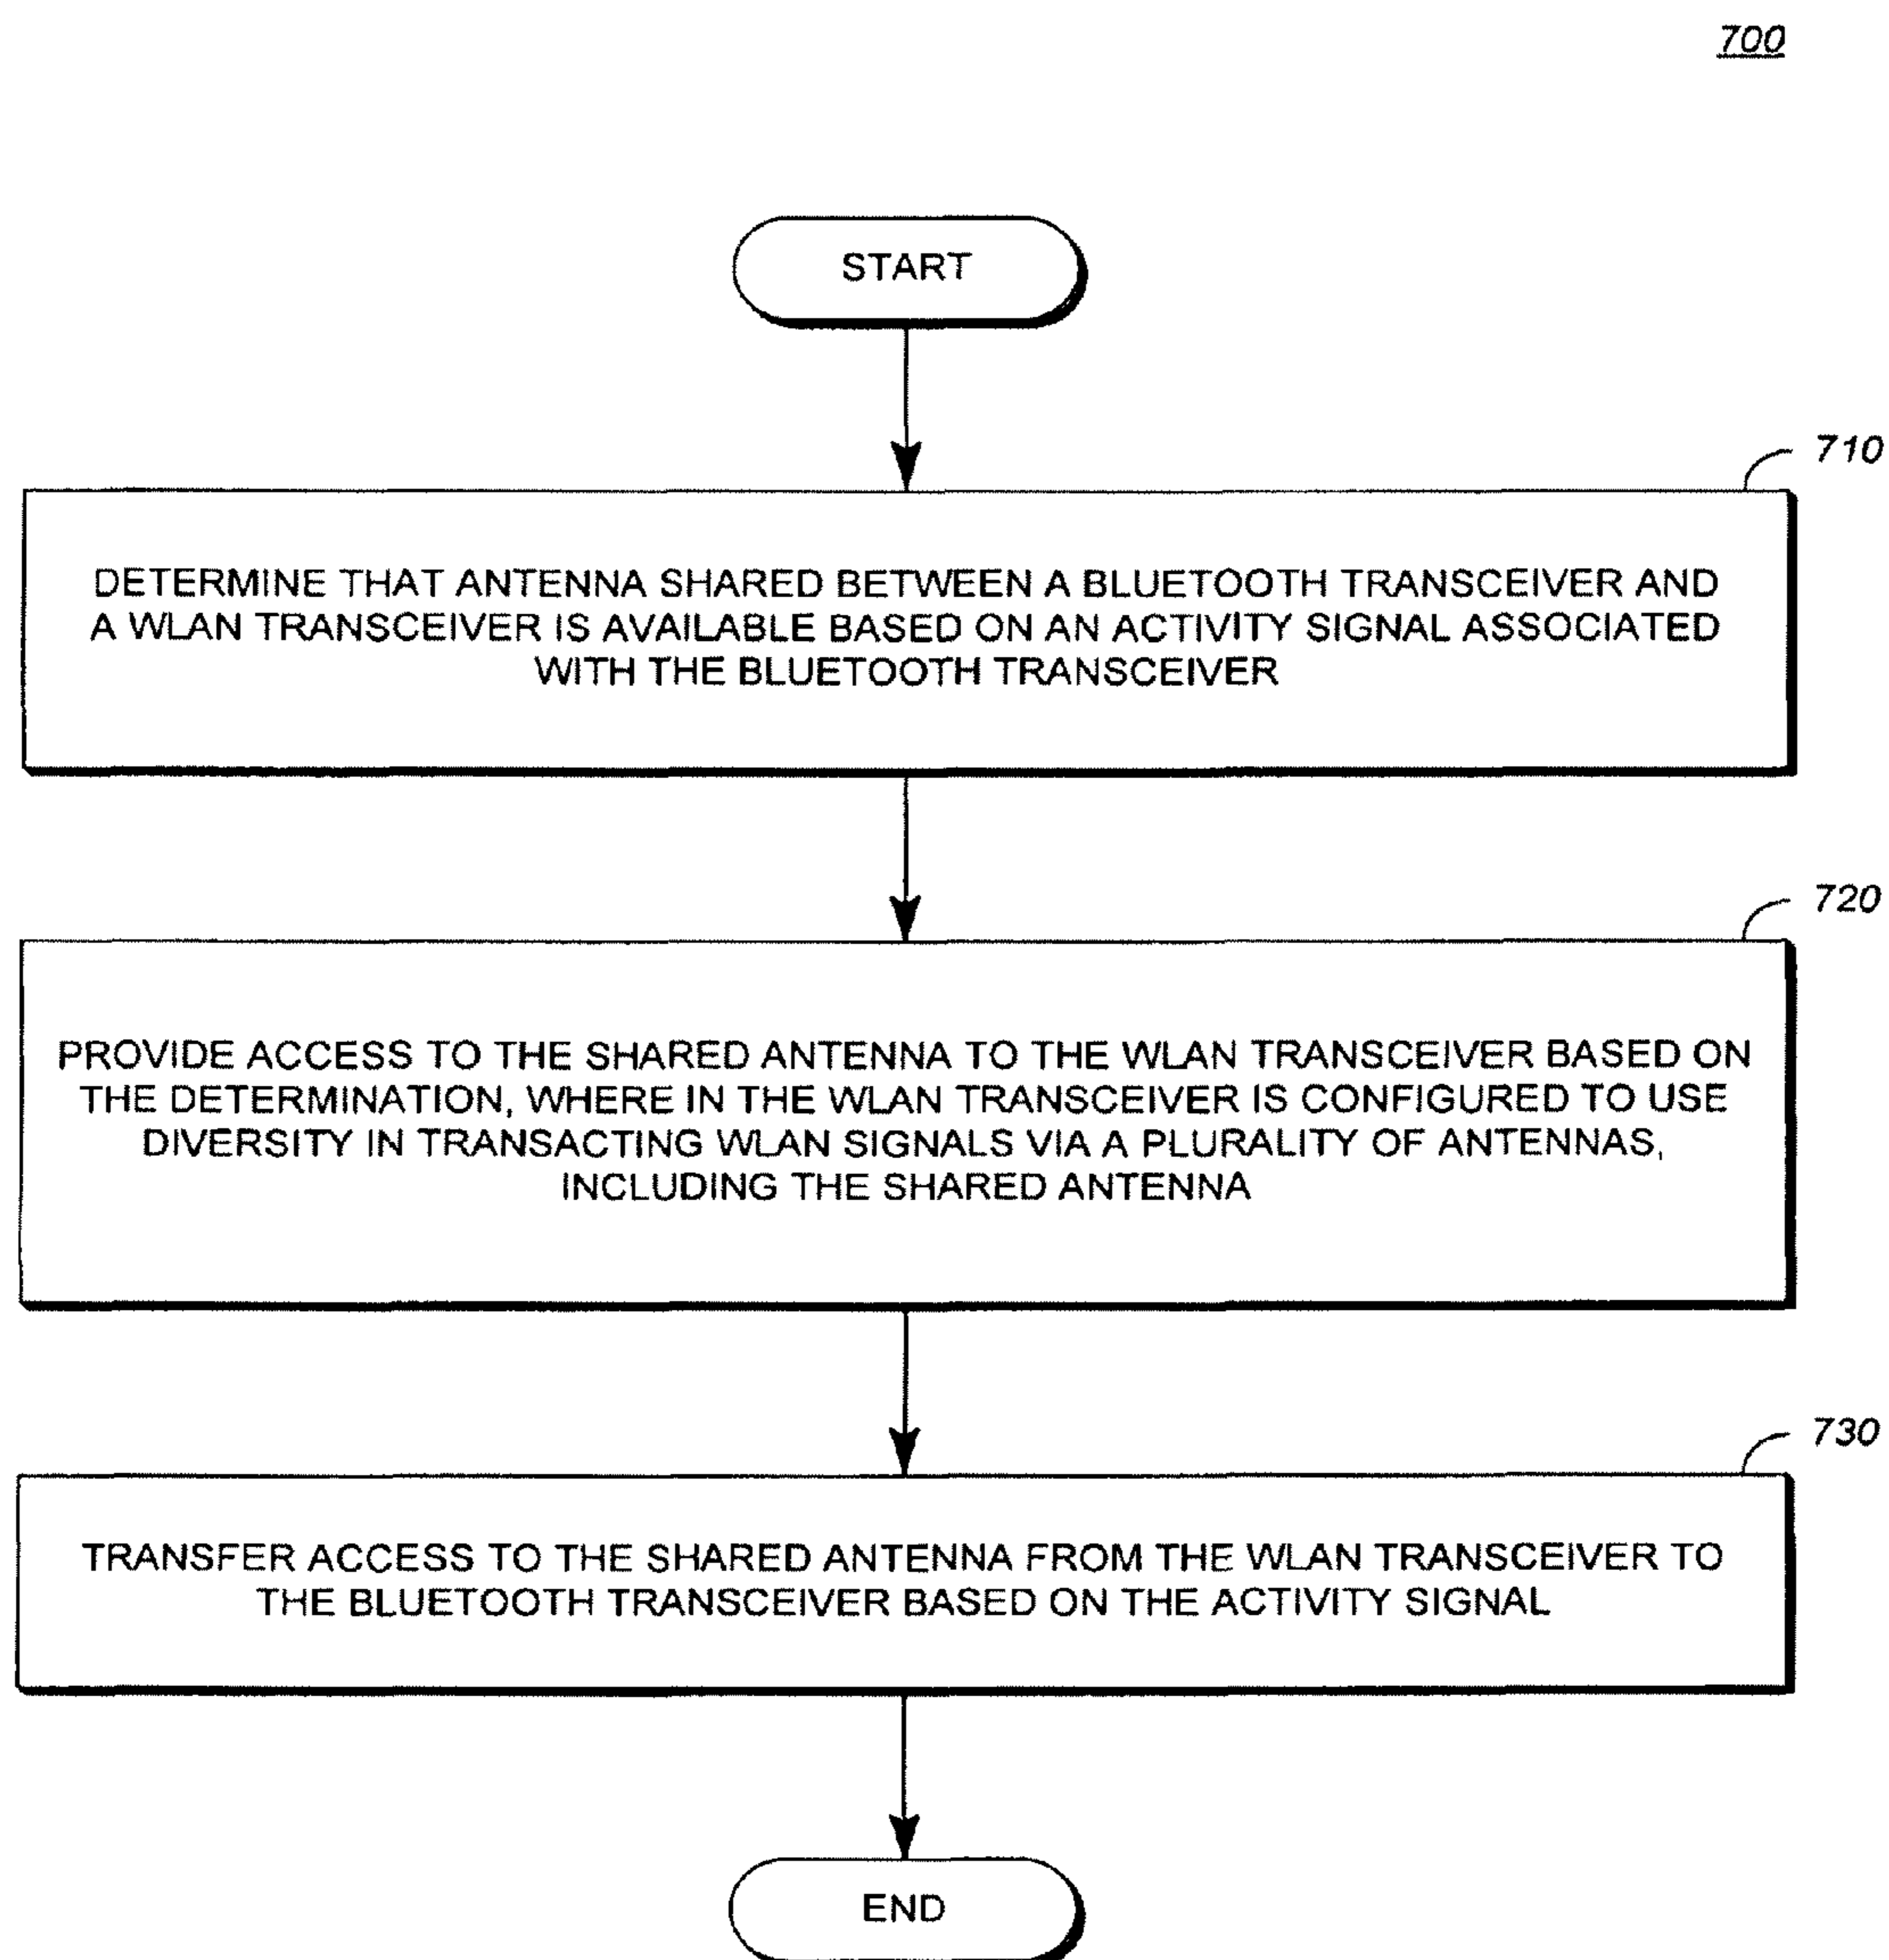 700
START
710
DETERMINE THAT ANTENNA SHARED BETWEEN A BLUETOOTH TRANSCEIVER AND
A WLAN TRANSCEIVER IS AVAILABLE BASED ON AN ACTIVITY SIGNAL ASSOCIATED
WITH THE BLUETOOTH TRANSCEIVER
720
PROVIDE ACCESS TO THE SHARED ANTENNA TO THE WLAN TRANSCEIVER BASED ON
THE DETERMINATION, WHERE IN THE WLAN TRANSCEIVER IS CONFIGURED TO USE
DIVERSITY IN TRANSACTING WLAN SIGNALS VIA A PLURALITY OF ANTENNAS,
INCLUDING THE SHARED ANTENNA
730
TRANSFER ACCESS TO THE SHARED ANTENNA FROM THE WLAN TRANSCEIVER TO
THE BLUETOOTH TRANSCEIVER BASED ON THE ACTIVITY SIGNAL
END